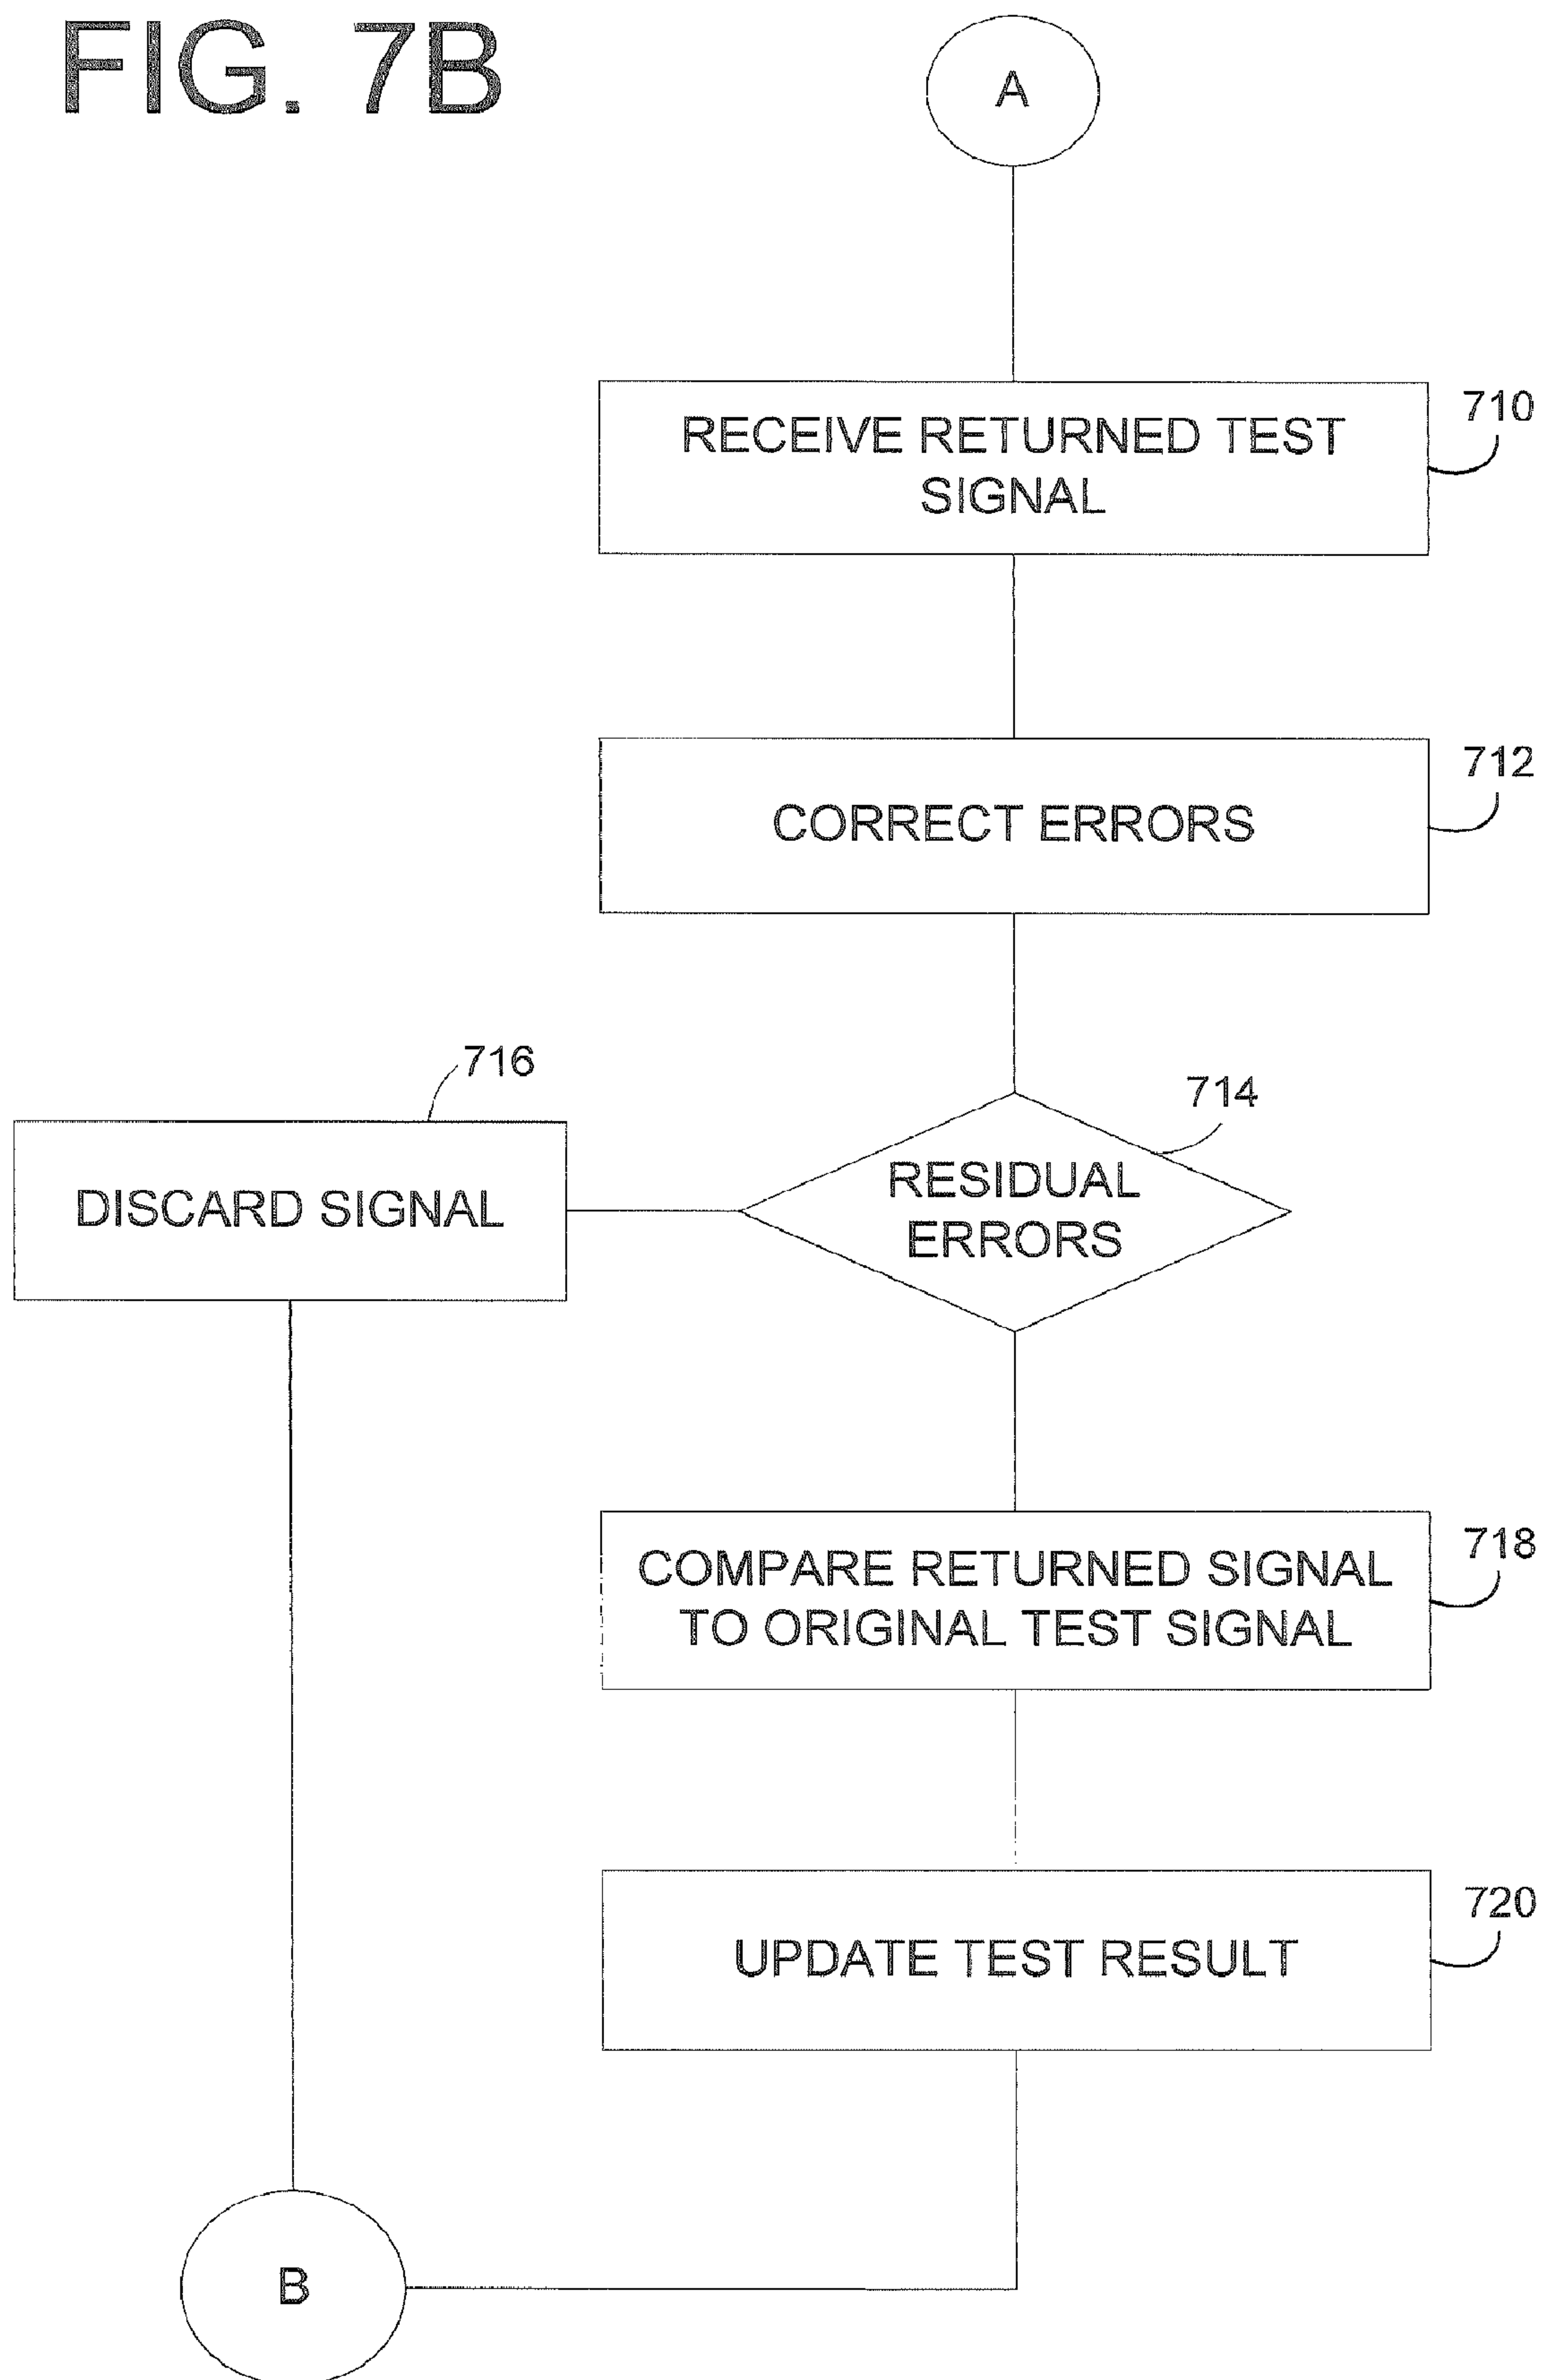 FIG. 7B
A
RECEIVE RETURNED TEST
SIGNAL
710
CORRECT ERRORS
712
RESIDUAL
ERRORS
714
DISCARD SIGNAL
716
COMPARE RETURNED SIGNAL
TO ORIGINAL TEST SIGNAL
718
UPDATE TEST RESULT
720
B